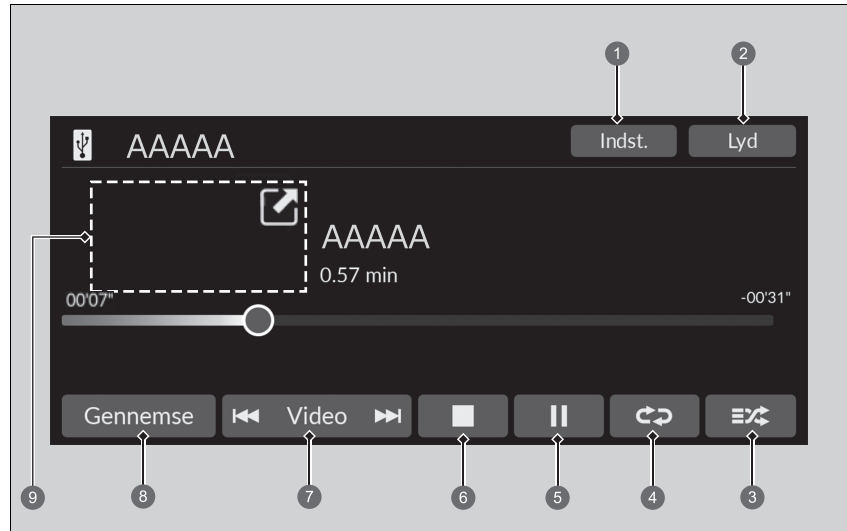 1 2
AAAAA Indst. Lyd
AAAAA
9
0.57 min
00'07" -00'31"
Gennemse Video
8 7 6 5 4 3